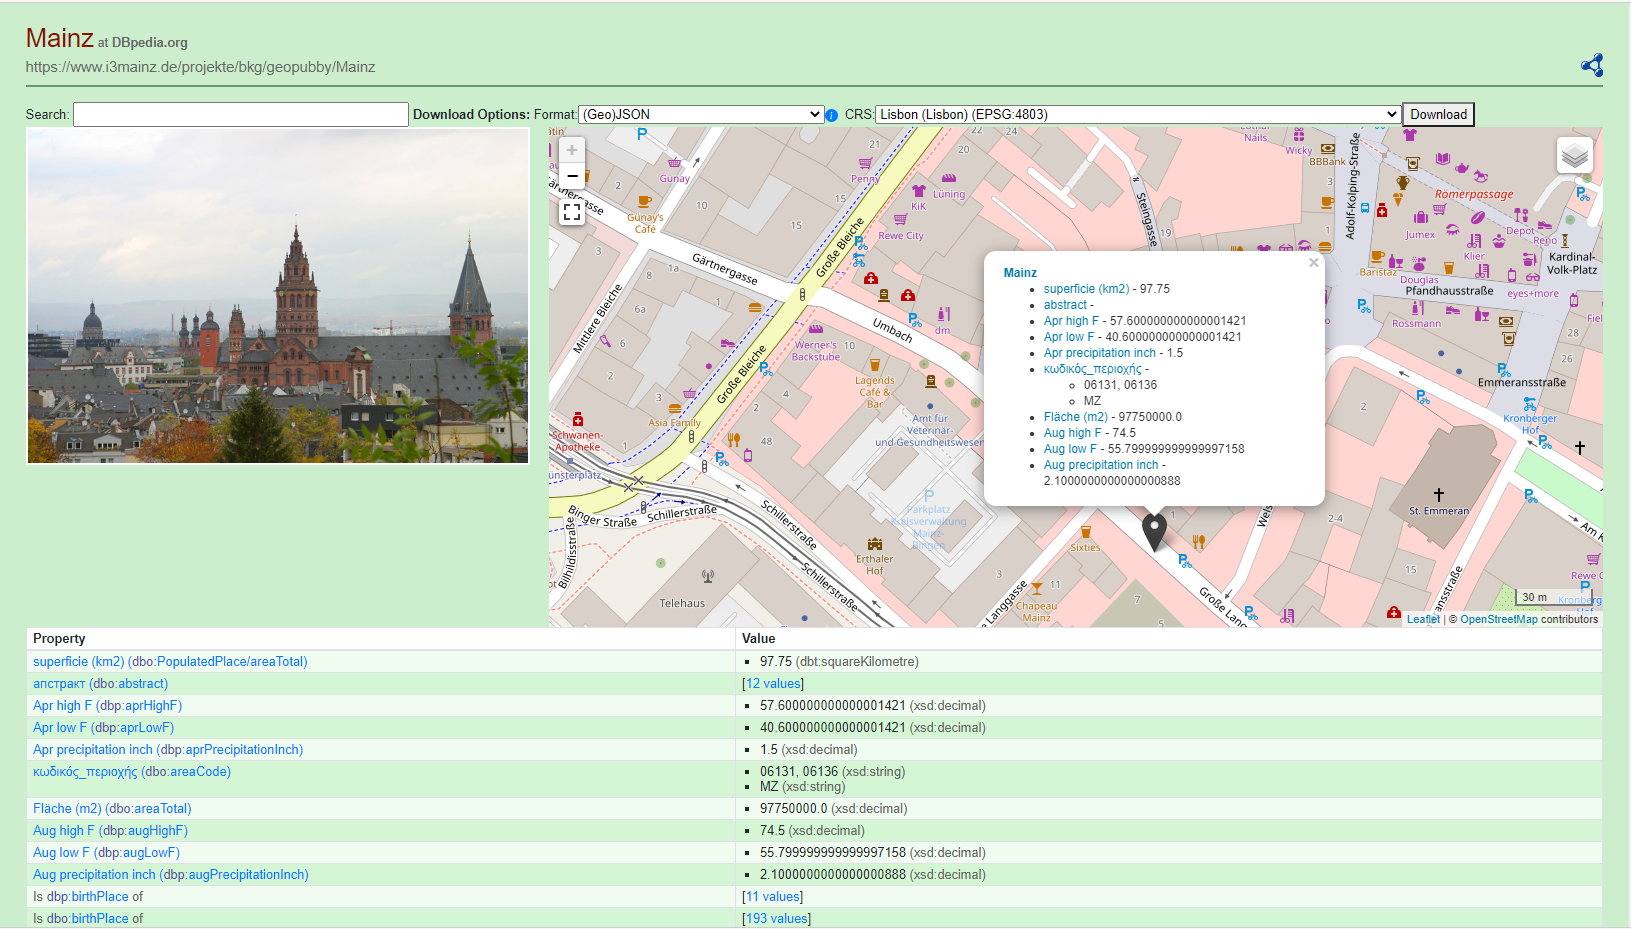 Mainz at DBpedia.org
https://www.i3mainz.de/projekte/bkg/geopubby/Mainz
Search: Download Options: Format: (Geo)JSON CRS: Lisbon (Lisbon) (EPSG:4803) Download
+
−
Gunay
Gunay's
Café
Gärtnergasse
Mittlere Bleiche
Große Bleiche
Penny
KiK
Lüning
Rewe City
Umbach
dm
Werner's
Backstube
Lagends
Café &
Bar
Asia Family
Schwanen-
Apotheke
Amt für
Veterinär-
und Gesundheitswesen
Parkplatz
Kreisverwaltung
Mainz-
Bingen
Binger Straße
Schillerstraße
Schillerstraße
Schillerstraße
Bilhildisstraße
Telehaus
Erthaler
Hof
Sixties
Chapeau
Mainz
Große Bleiche
Steingasse
Nails
Wicky
BBBank
Adolf-Kolping-Straße
Römerpassage
Jumex
Depot
Reno
Klier
Kardinal-
Volk-Platz
Baristaz
Douglas
Pfandhausstraße
eyes+more
Rossmann
Emmeransstraße
Kronberger
Hof
St. Emmeran
30 m
Leaflet | © OpenStreetMap contributors
Mainz
superficie (km2) - 97.75
abstract -
Apr high F - 57.600000000000001421
Apr low F - 40.600000000000001421
Apr precipitation inch - 1.5
κωδικός_περιοχής -
06131, 06136
MZ
Fläche (m2) - 97750000.0
Aug high F - 74.5
Aug low F - 55.799999999999997158
Aug precipitation inch -
2.1000000000000000888
Property Value
superficie (km2) (dbo:PopulatedPlace/areaTotal) 97.75 (dbt:squareKilometre)
апстракт (dbo:abstract) [12 values]
Apr high F (dbp:aprHighF) 57.600000000000001421 (xsd:decimal)
Apr low F (dbp:aprLowF) 40.600000000000001421 (xsd:decimal)
Apr precipitation inch (dbp:aprPrecipitationInch) 1.5 (xsd:decimal)
κωδικός_περιοχής (dbo:areaCode) 06131, 06136 (xsd:string)
MZ (xsd:string)
Fläche (m2) (dbo:areaTotal) 97750000.0 (xsd:decimal)
Aug high F (dbp:augHighF) 74.5 (xsd:decimal)
Aug low F (dbp:augLowF) 55.799999999999997158 (xsd:decimal)
Aug precipitation inch (dbp:augPrecipitationInch) 2.1000000000000000888 (xsd:decimal)
Is dbp:birthPlace of [11 values]
Is dbo:birthPlace of [193 values]